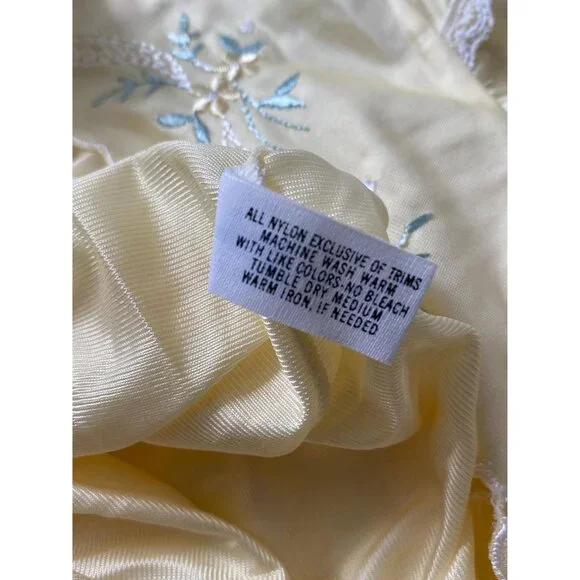 ALL NYLON EXCLUSIVE OF TRIMS
MACHINE WASH WARM
WITH LIKE COLORS-NO BLEACH
TUMBLE DRY MEDIUM
WARM IRON, IF NEEDED